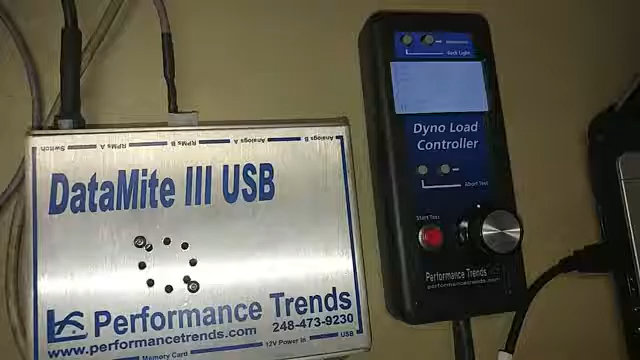 Switch RPMs A RPMs B Analogs A Analogs B
DataMite III USB
Performance Trends
www.performancetrends.com 248-473-9230
Memory Card 12V Power In USB
Back Light
Dyno Load
Controller
Abort Test
Start Test
Performance Trends
performancetrends.com